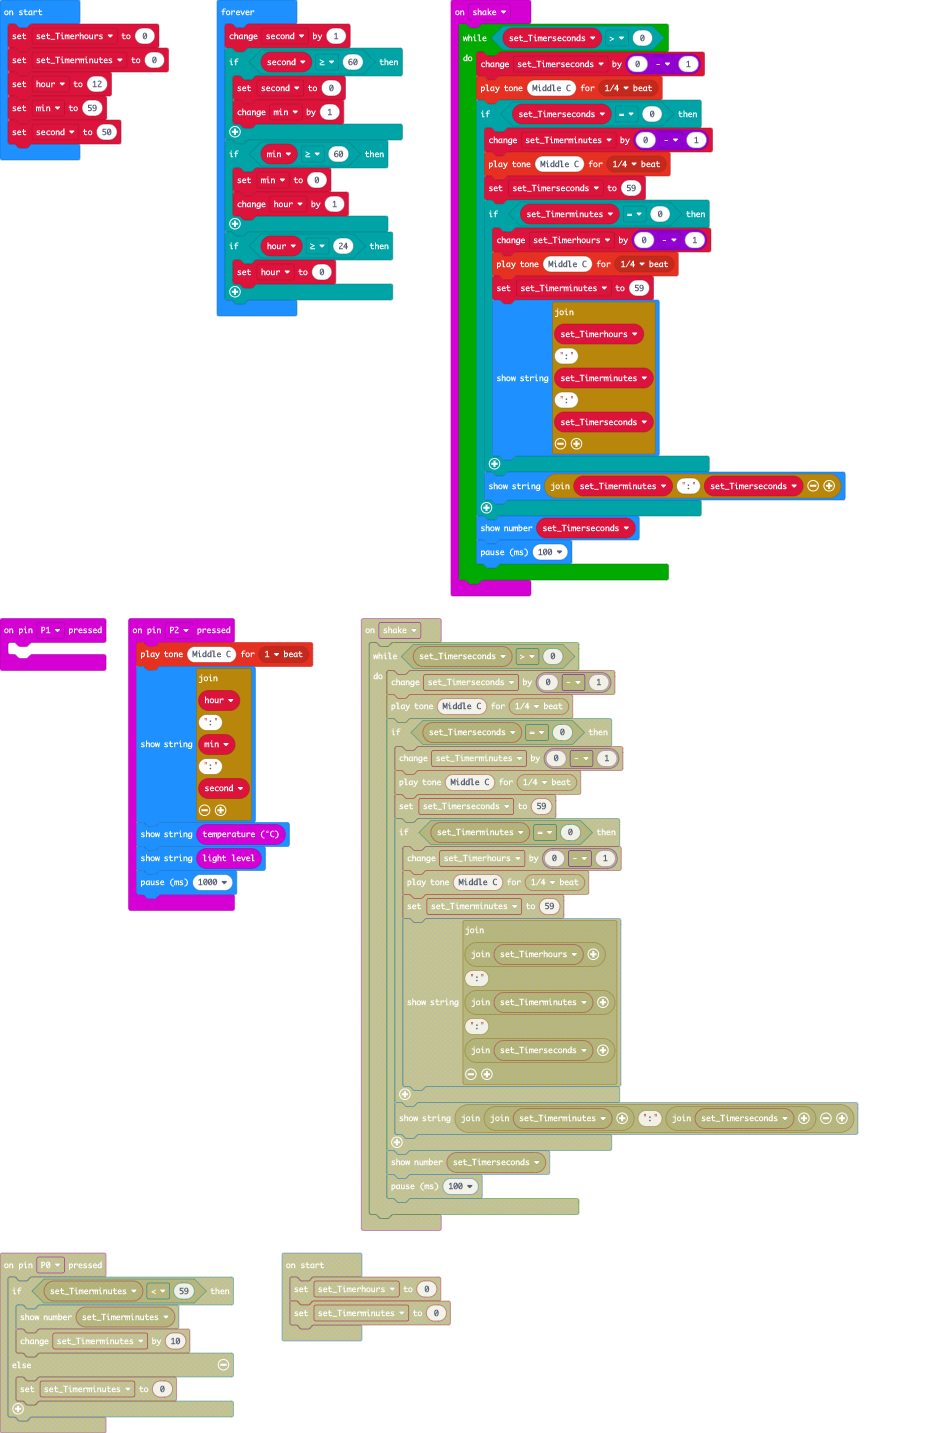 on start
set set_Timerhours to 0
set set_Timerminutes to 0
set hour to 12
set min to 59
set second to 50
forever
change second by 1
if second ≥ 60 then
set second to 0
change min by 1
if min ≥ 60 then
set min to 0
change hour by 1
if hour ≥ 24 then
set hour to 0
on shake
while set_Timerseconds > 0
do
change set_Timerseconds by 0 - 1
play tone Middle C for 1/4 beat
if set_Timerseconds = 0 then
change set_Timerminutes by 0 - 1
play tone Middle C for 1/4 beat
set set_Timerseconds to 59
if set_Timerminutes = 0 then
change set_Timerhours by 0 - 1
play tone Middle C for 1/4 beat
set set_Timerminutes to 59
join
set_Timerhours
":"
show string set_Timerminutes
":"
set_Timerseconds
show string join set_Timerminutes ":" set_Timerseconds
show number set_Timerseconds
pause (ms) 100
on pin P1 pressed
on pin P2 pressed
play tone Middle C for 1 beat
join
hour
":"
show string min
":"
second
show string temperature (°C)
show string light level
pause (ms) 1000
on shake
while set_Timerseconds > 0
do
change set_Timerseconds by 0 - 1
play tone Middle C for 1/4 beat
if set_Timerseconds = 0 then
change set_Timerminutes by 0 - 1
play tone Middle C for 1/4 beat
set set_Timerseconds to 59
if set_Timerminutes = 0 then
change set_Timerhours by 0 - 1
play tone Middle C for 1/4 beat
set set_Timerminutes to 59
join
join set_Timerhours
":"
show string join set_Timerminutes
":"
join set_Timerseconds
show string join join set_Timerminutes ":" join set_Timerseconds
show number set_Timerseconds
pause (ms) 100
on pin P0 pressed
if set_Timerminutes < 59 then
show number set_Timerminutes
change set_Timerminutes by 10
else
set set_Timerminutes to 0
on start
set set_Timerhours to 0
set set_Timerminutes to 0